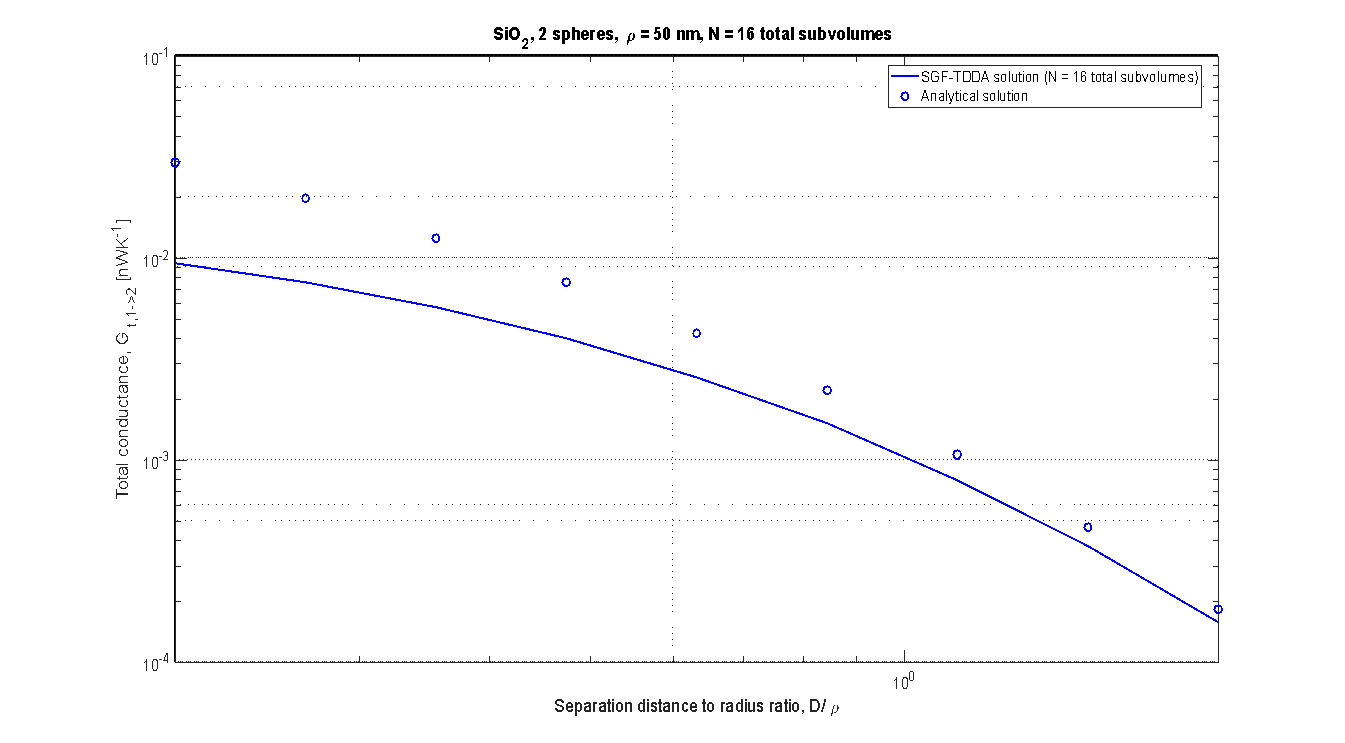 SiO2, 2 spheres, ρ = 50 nm, N = 16 total subvolumes
SGF-TDDA solution (N = 16 total subvolumes)
Analytical solution
Total conductance, G t,1->2 [nWK-1]
10-1
10-2
10-3
10-4
100
Separation distance to radius ratio, D/ ρ